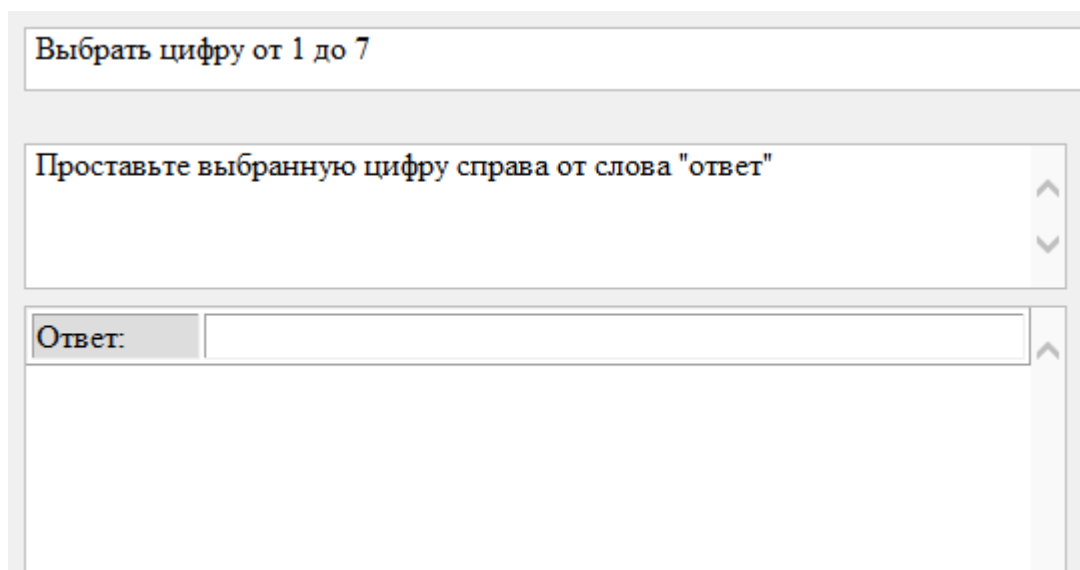 Выбрать цифру от 1 до 7
Проставьте выбранную цифру справа от слова "ответ"
Ответ: